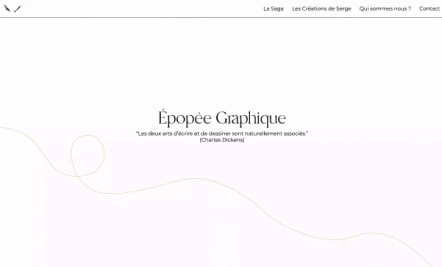 La Saga
Les Créations de Serge
Qui sommes nous ?
Contact
Épopée Graphique
"Les deux arts d'écrire et de dessiner sont naturellement associés."
(Charles Dickens)